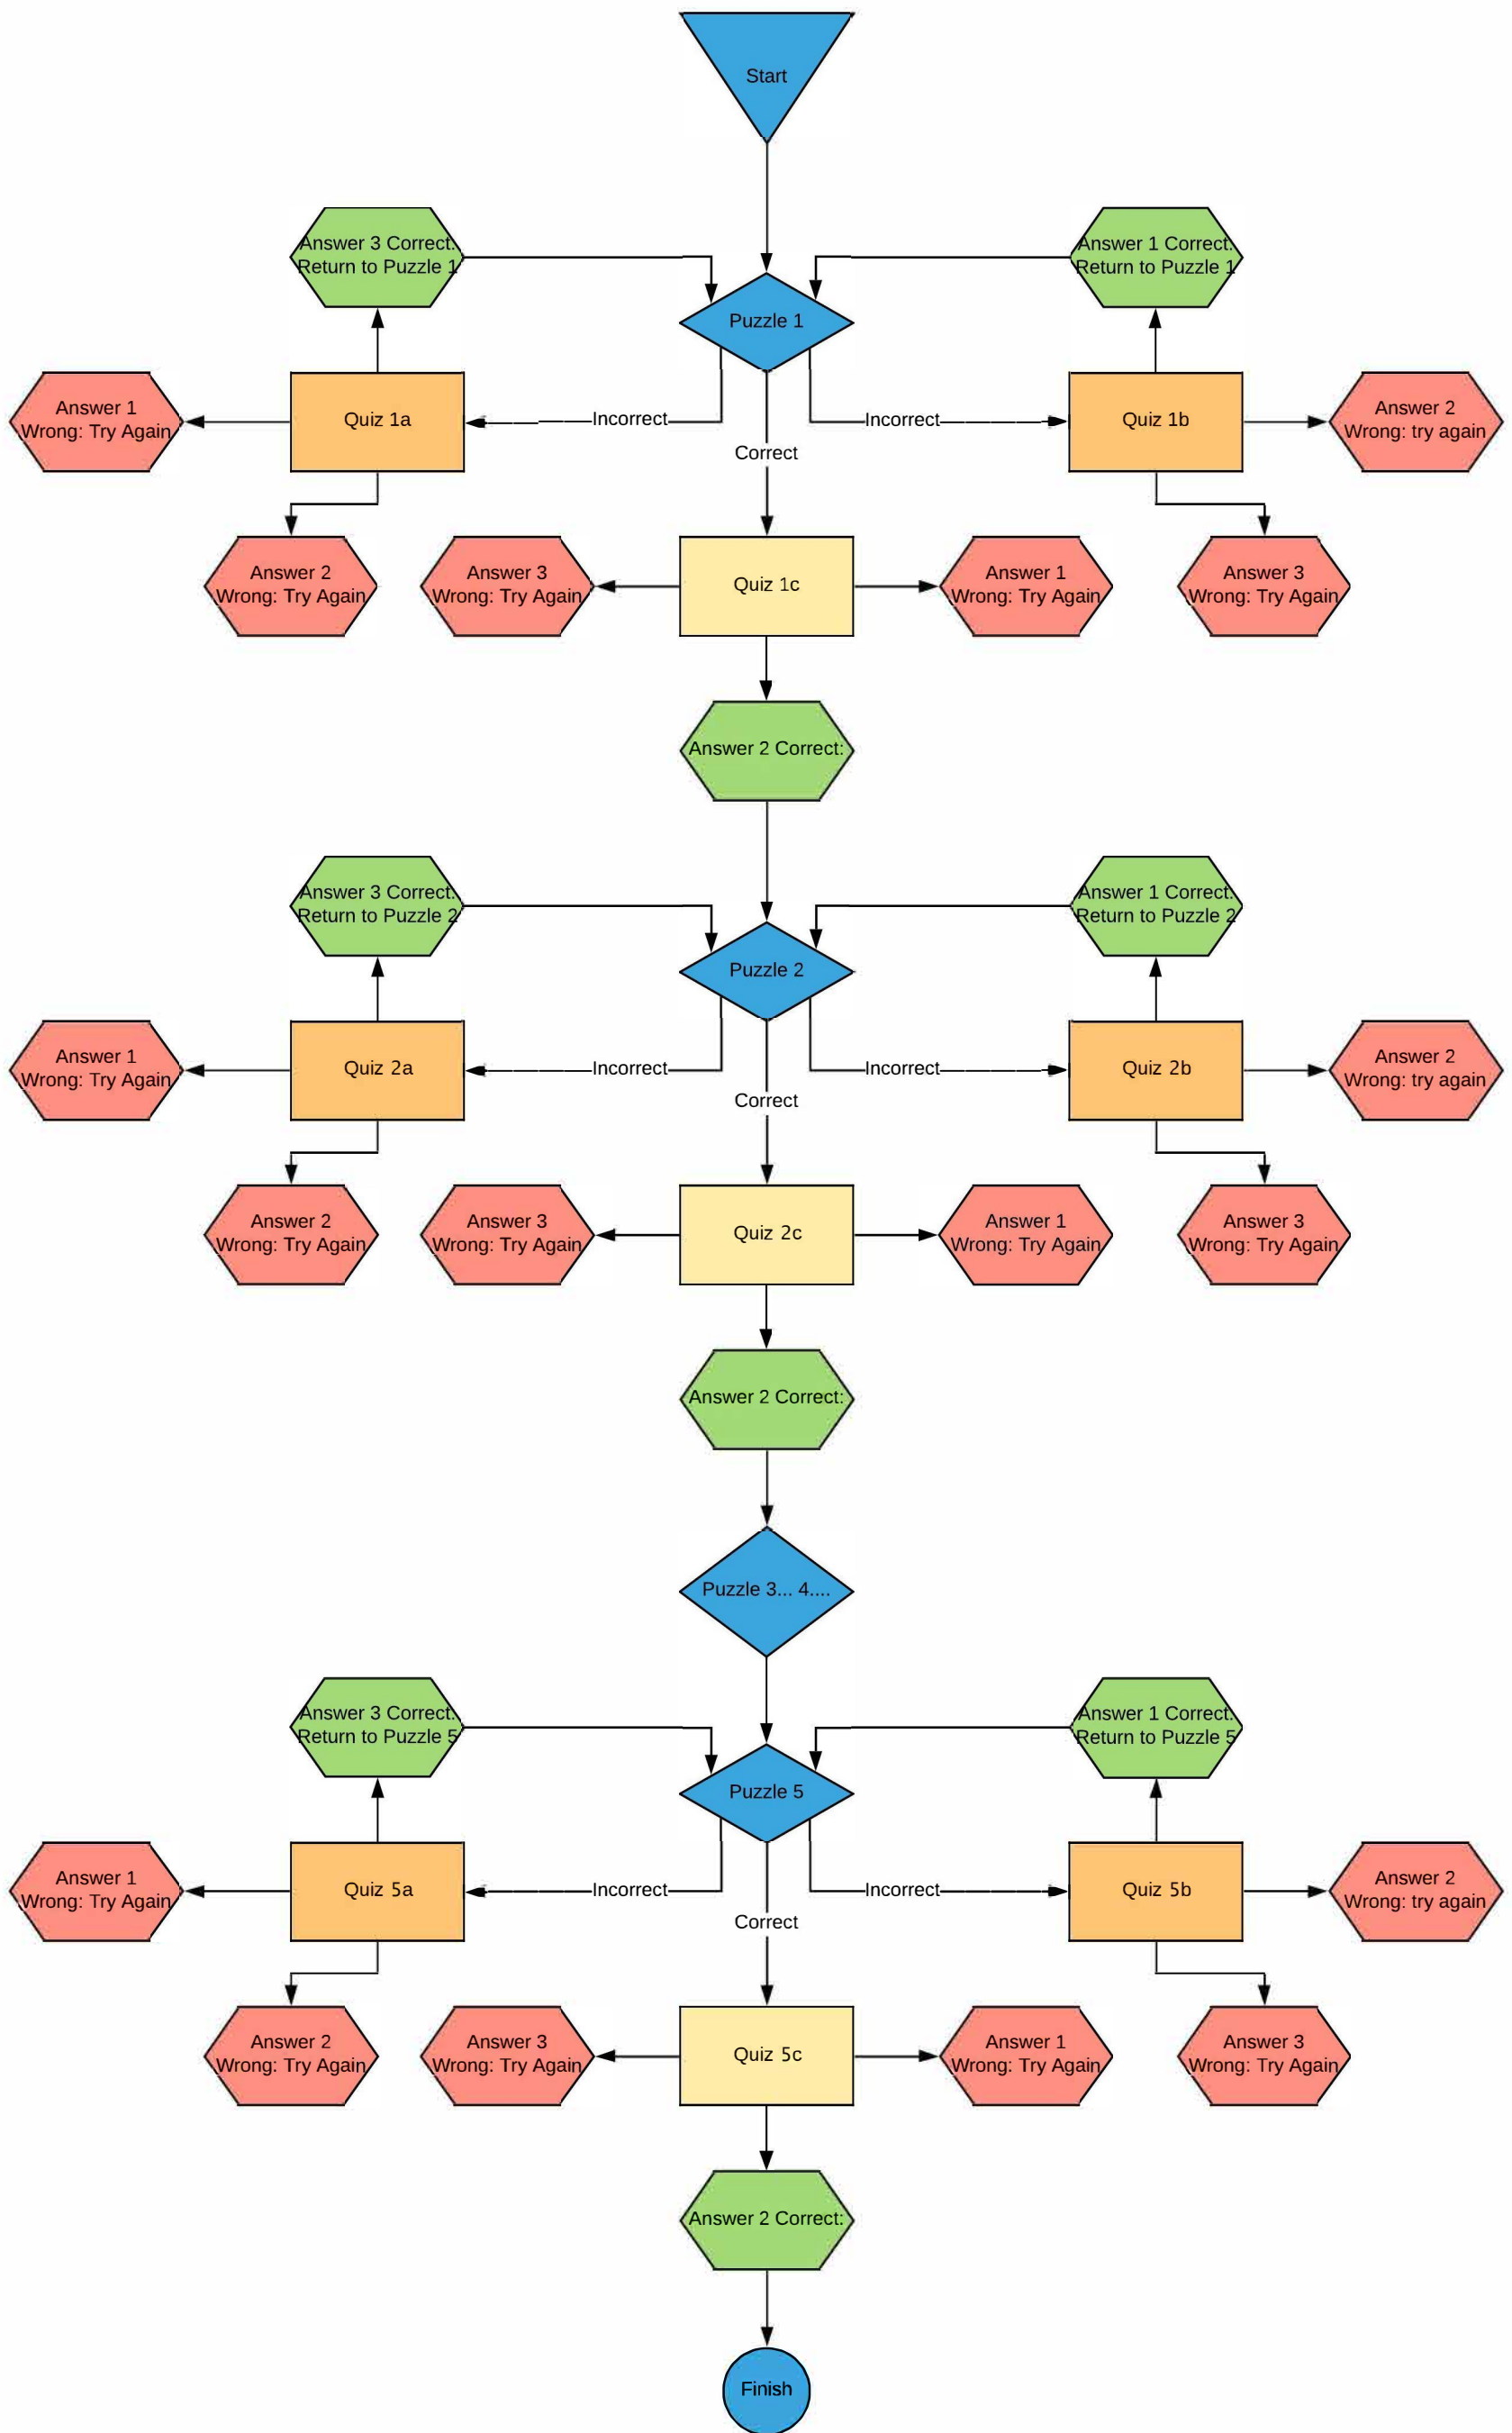 Start
Answer 3 Correct:
Return to Puzzle 1
Answer 1 Correct:
Return to Puzzle 1
Puzzle 1
Answer 1
Wrong: Try Again
Quiz 1a
Incorrect
Incorrect
Quiz 1b
Answer 2
Wrong: try again
Correct
Answer 2
Wrong: Try Again
Answer 3
Wrong: Try Again
Quiz 1c
Answer 1
Wrong: Try Again
Answer 3
Wrong: Try Again
Answer 2 Correct:
Answer 3 Correct:
Return to Puzzle 2
Answer 1 Correct:
Return to Puzzle 2
Puzzle 2
Answer 1
Wrong: Try Again
Quiz 2a
Incorrect
Incorrect
Quiz 2b
Answer 2
Wrong: try again
Correct
Answer 2
Wrong: Try Again
Answer 3
Wrong: Try Again
Quiz 2c
Answer 1
Wrong: Try Again
Answer 3
Wrong: Try Again
Answer 2 Correct:
Puzzle 3... 4....
Answer 3 Correct:
Return to Puzzle 5
Answer 1 Correct:
Return to Puzzle 5
Puzzle 5
Answer 1
Wrong: Try Again
Quiz 5a
Incorrect
Incorrect
Quiz 5b
Answer 2
Wrong: try again
Correct
Answer 2
Wrong: Try Again
Answer 3
Wrong: Try Again
Quiz 5c
Answer 1
Wrong: Try Again
Answer 3
Wrong: Try Again
Answer 2 Correct:
Finish